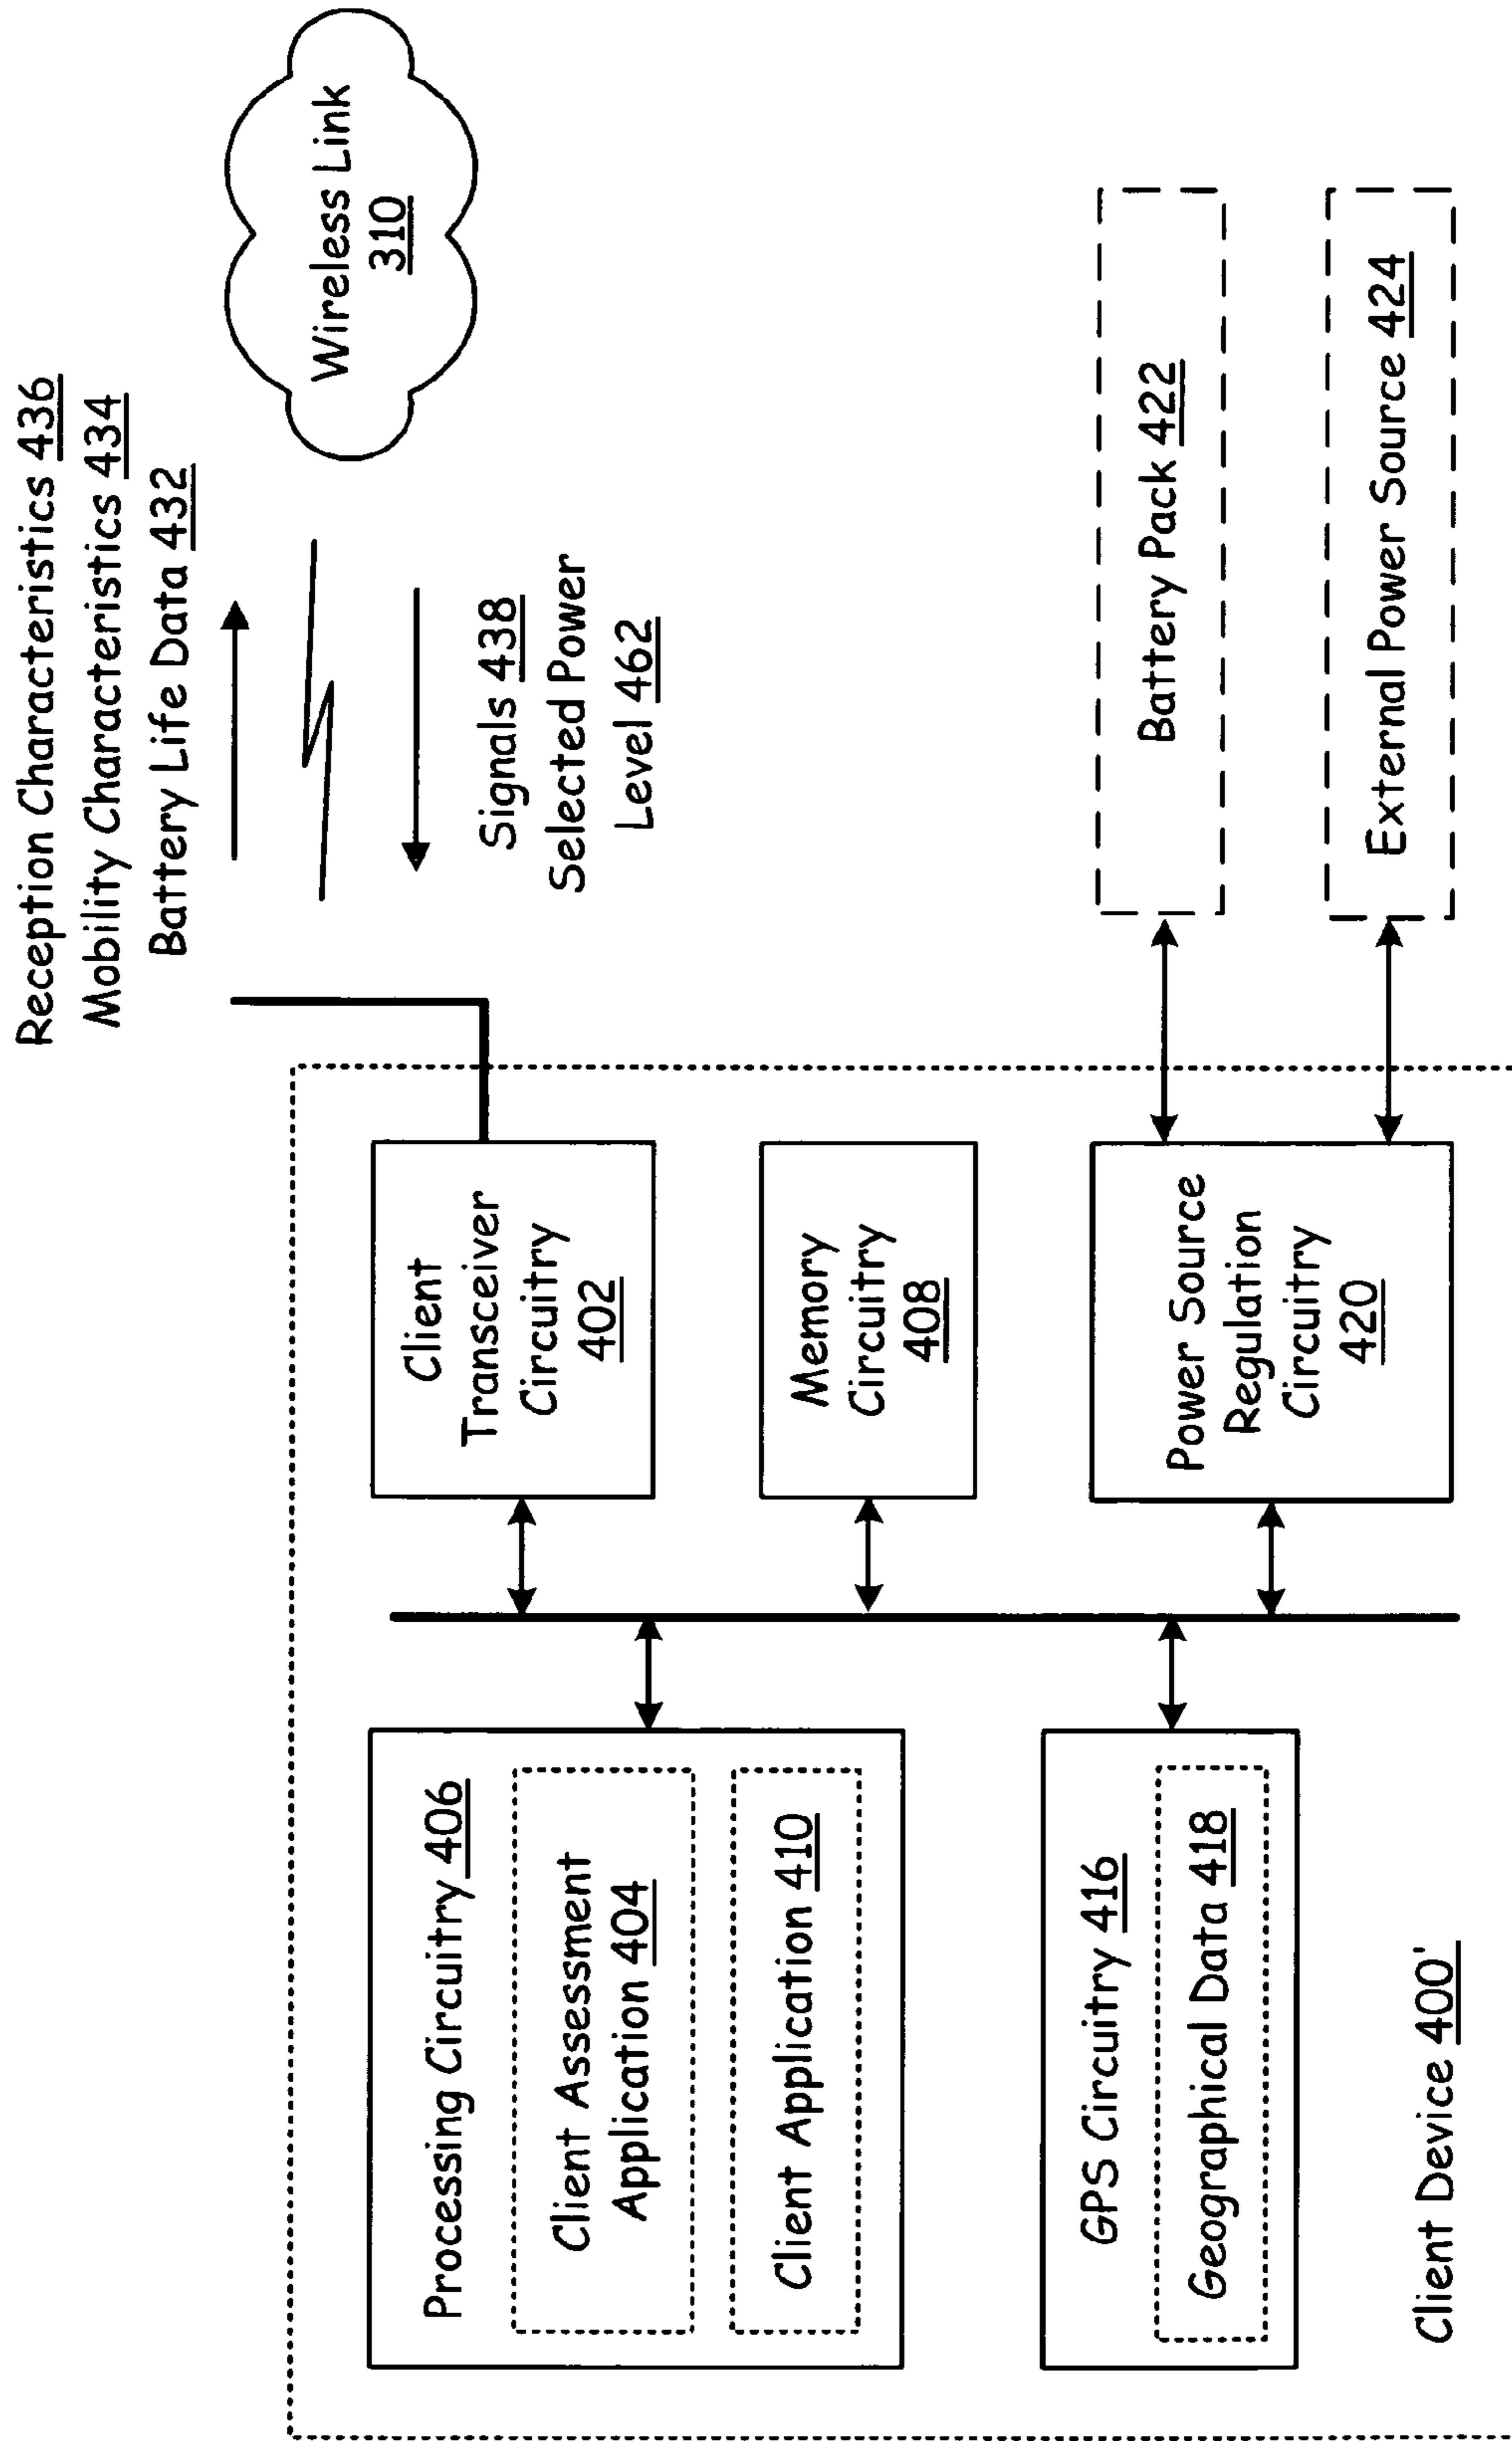 Reception Characteristics 436
Mobility Characteristics 434
Battery Life Data 432
Wireless Link
310
Signals 438
Selected Power
Level 462
Processing Circuitry 406
Client Assessment
Application 404
Client Application 410
Client
Transceiver
Circuitry
402
Memory
Circuitry
408
GPS Circuitry 416
Geographical Data 418
Power Source
Regulation
Circuitry
420
Battery Pack 422
External Power Source 424
Client Device 400'